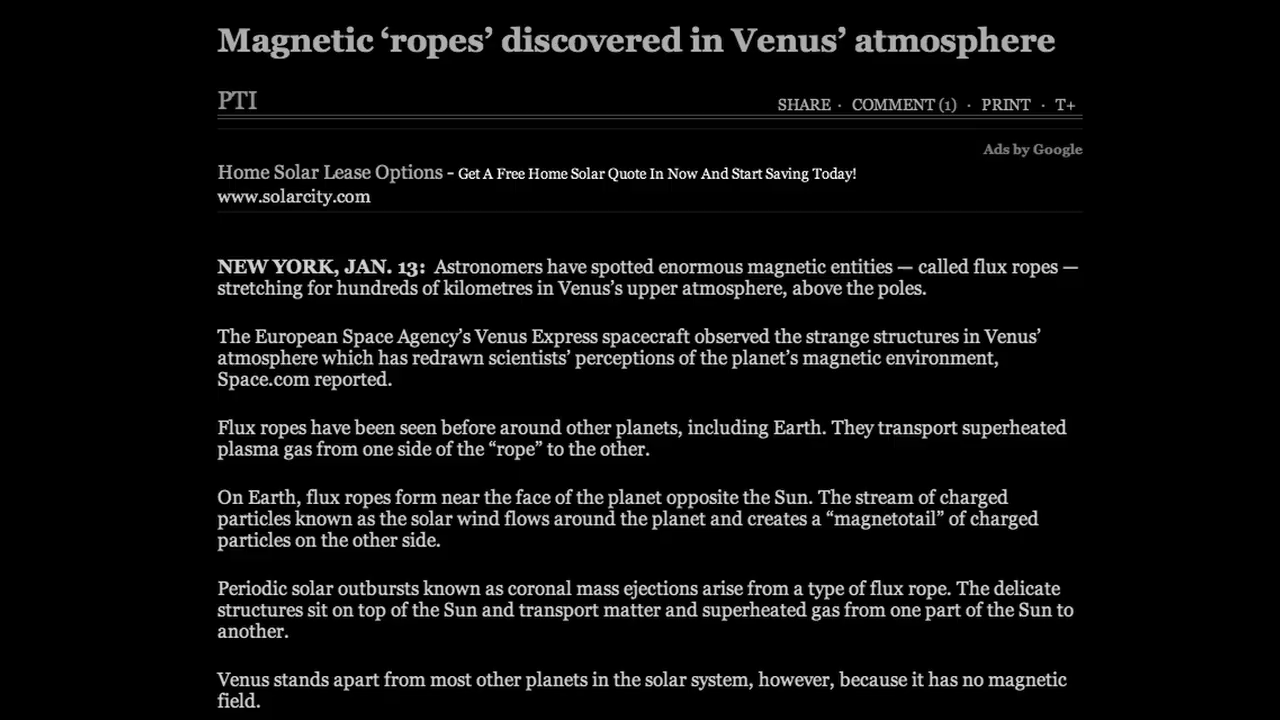 Magnetic ‘ropes’ discovered in Venus’ atmosphere
PTI
SHARE · COMMENT (1) · PRINT · T+
Ads by Google
Home Solar Lease Options - Get A Free Home Solar Quote In Now And Start Saving Today!
www.solarcity.com
NEW YORK, JAN. 13: Astronomers have spotted enormous magnetic entities — called flux ropes —
stretching for hundreds of kilometres in Venus’s upper atmosphere, above the poles.
The European Space Agency’s Venus Express spacecraft observed the strange structures in Venus’
atmosphere which has redrawn scientists’ perceptions of the planet’s magnetic environment,
Space.com reported.
Flux ropes have been seen before around other planets, including Earth. They transport superheated
plasma gas from one side of the “rope” to the other.
On Earth, flux ropes form near the face of the planet opposite the Sun. The stream of charged
particles known as the solar wind flows around the planet and creates a “magnetotail” of charged
particles on the other side.
Periodic solar outbursts known as coronal mass ejections arise from a type of flux rope. The delicate
structures sit on top of the Sun and transport matter and superheated gas from one part of the Sun to
another.
Venus stands apart from most other planets in the solar system, however, because it has no magnetic
field.